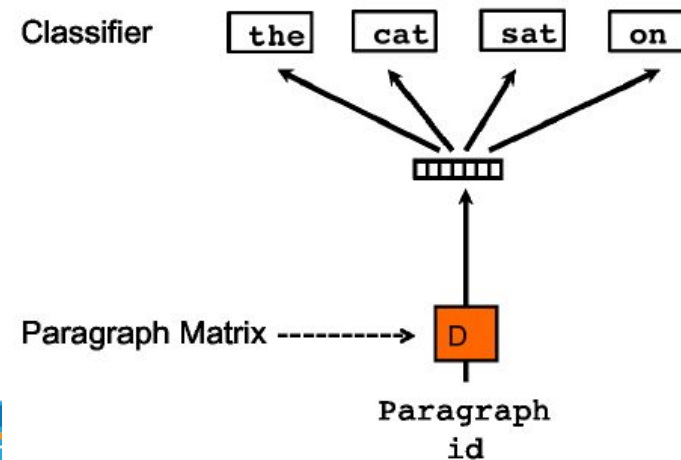 Classifier the cat sat on
Paragraph Matrix D
Paragraph
id